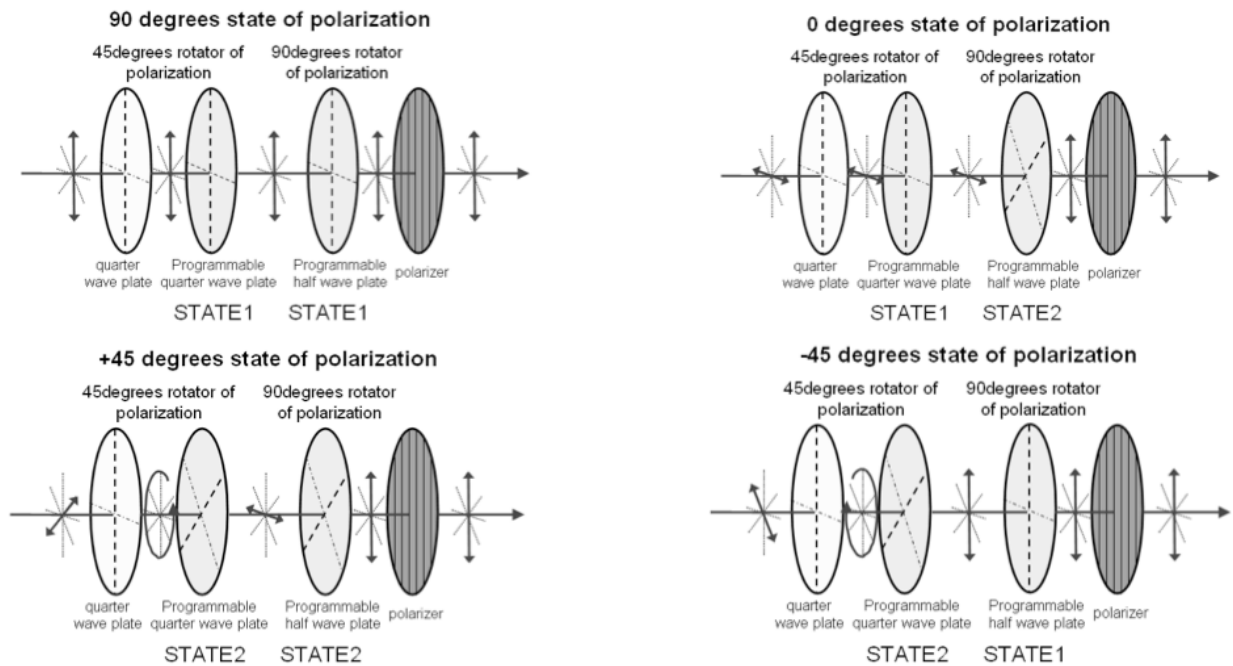 90 degrees state of polarization
45degrees rotator of
polarization
90degrees rotator
of polarization
quarter
wave plate
Programmable
quarter wave plate
Programmable
half wave plate
polarizer
STATE1
STATE1
0 degrees state of polarization
45degrees rotator of
polarization
90degrees rotator
of polarization
quarter
wave plate
Programmable
quarter wave plate
Programmable
half wave plate
polarizer
STATE1
STATE2
+45 degrees state of polarization
45degrees rotator of
polarization
90degrees rotator
of polarization
quarter
wave plate
Programmable
quarter wave plate
Programmable
half wave plate
polarizer
STATE2
STATE2
-45 degrees state of polarization
45degrees rotator of
polarization
90degrees rotator
of polarization
quarter
wave plate
Programmable
quarter wave plate
Programmable
half wave plate
polarizer
STATE2
STATE1